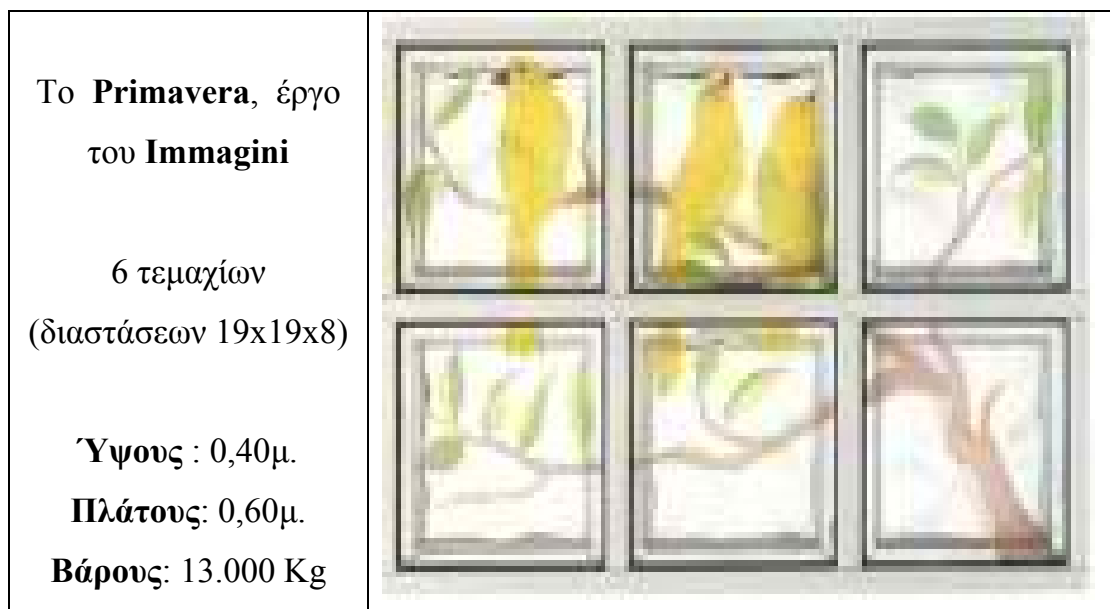 Το Primavera, έργο
του Immagini
6 τεμαχίων
(διαστάσεων 19x19x8)
Ύψους : 0,40μ.
Πλάτους: 0,60μ.
Βάρους: 13.000 Kg